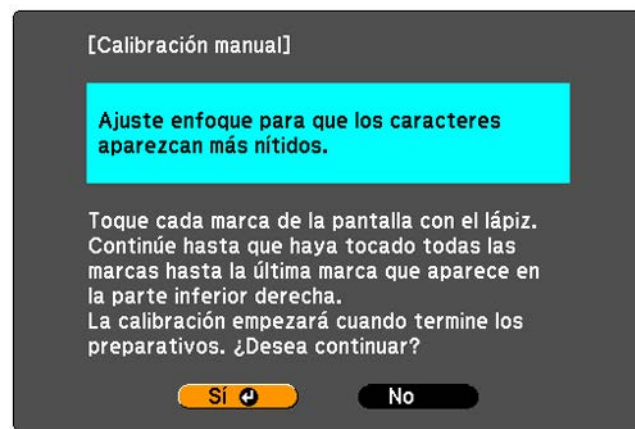 [Calibración manual]
Ajuste enfoque para que los caracteres
aparezcan más nítidos.
Toque cada marca de la pantalla con el lápiz.
Continúe hasta que haya tocado todas las
marcas hasta la última marca que aparece en
la parte inferior derecha.
La calibración empezará cuando termine los
preparativos. ¿Desea continuar?
Sí No